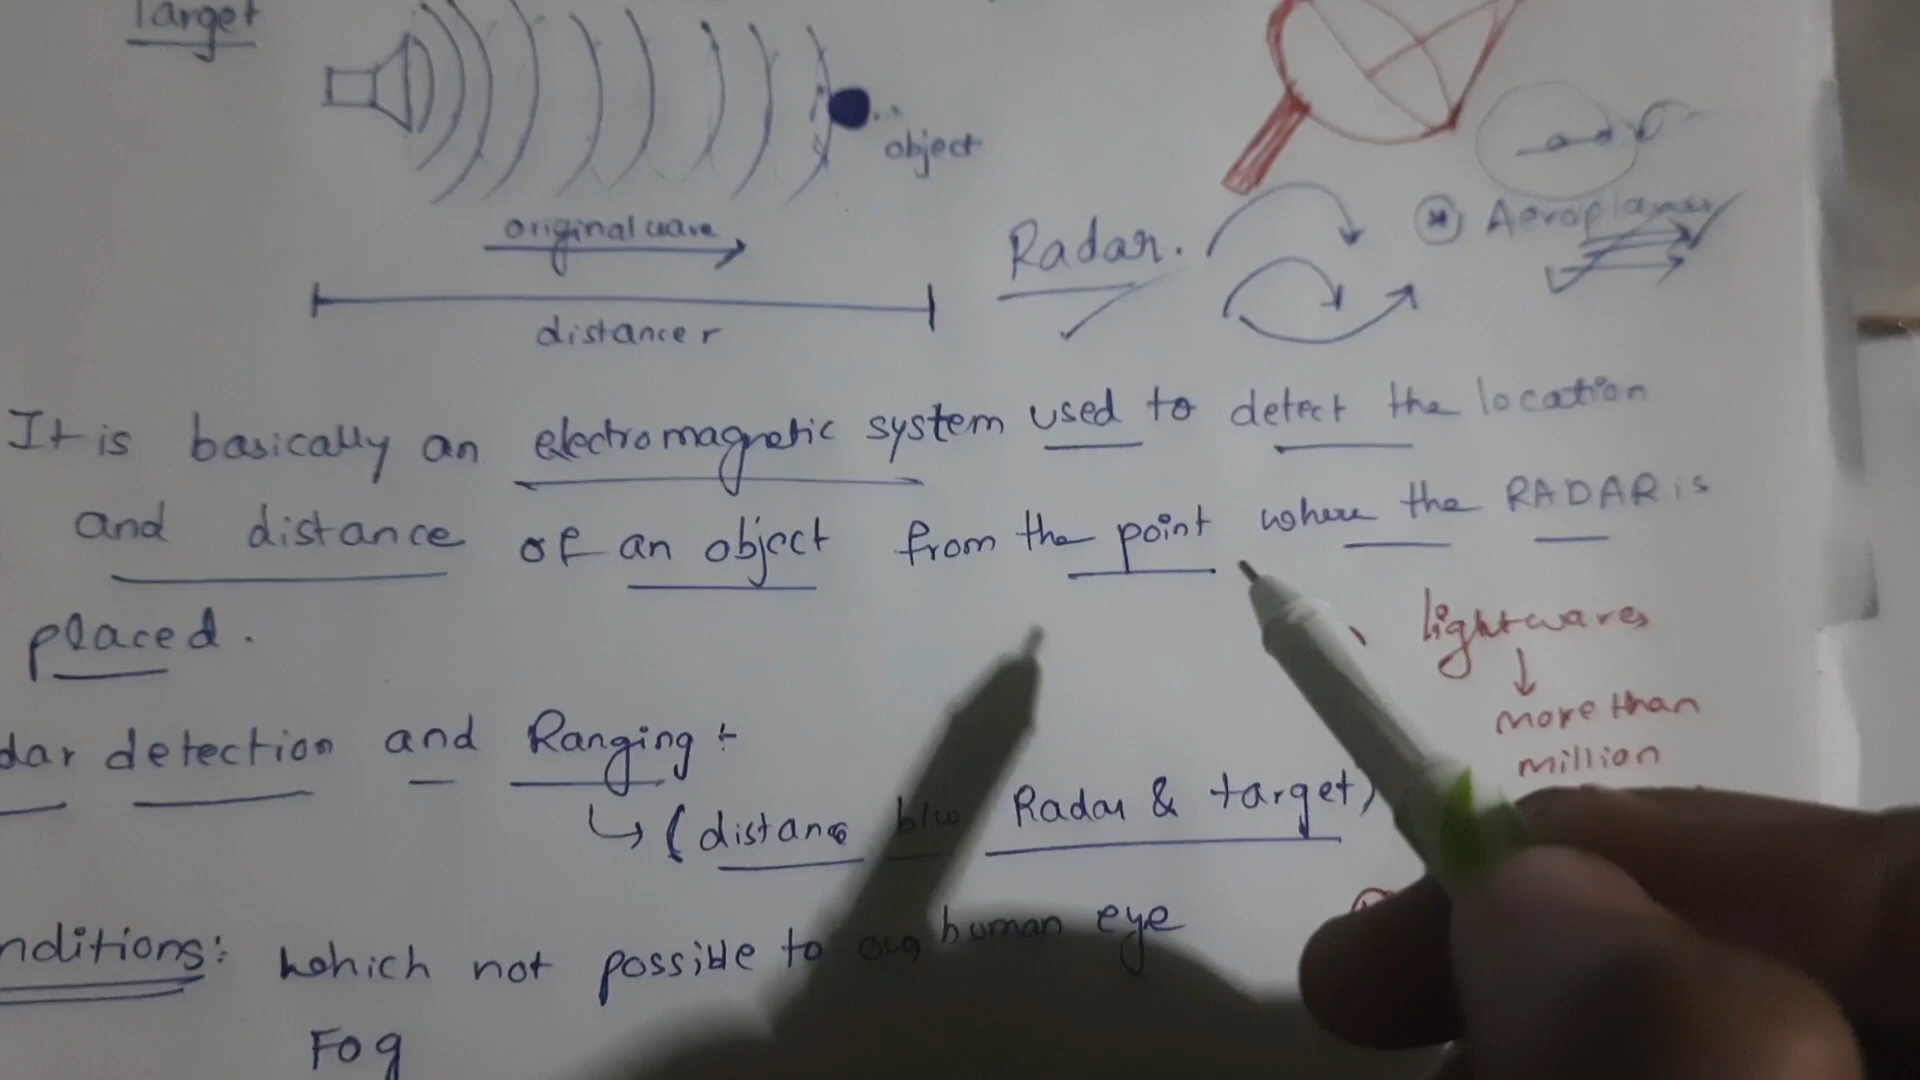 Target
object
original wave
Radar.
Aeroplanes
distance r
It is basically an electromagnetic system used to detect the location
and distance of an object from the point where the RADAR is
placed.
light waves
more than
million
dar detection and Ranging :-
(distance b/w Radar & target)
nditions: which not possible to our human eye
Fog